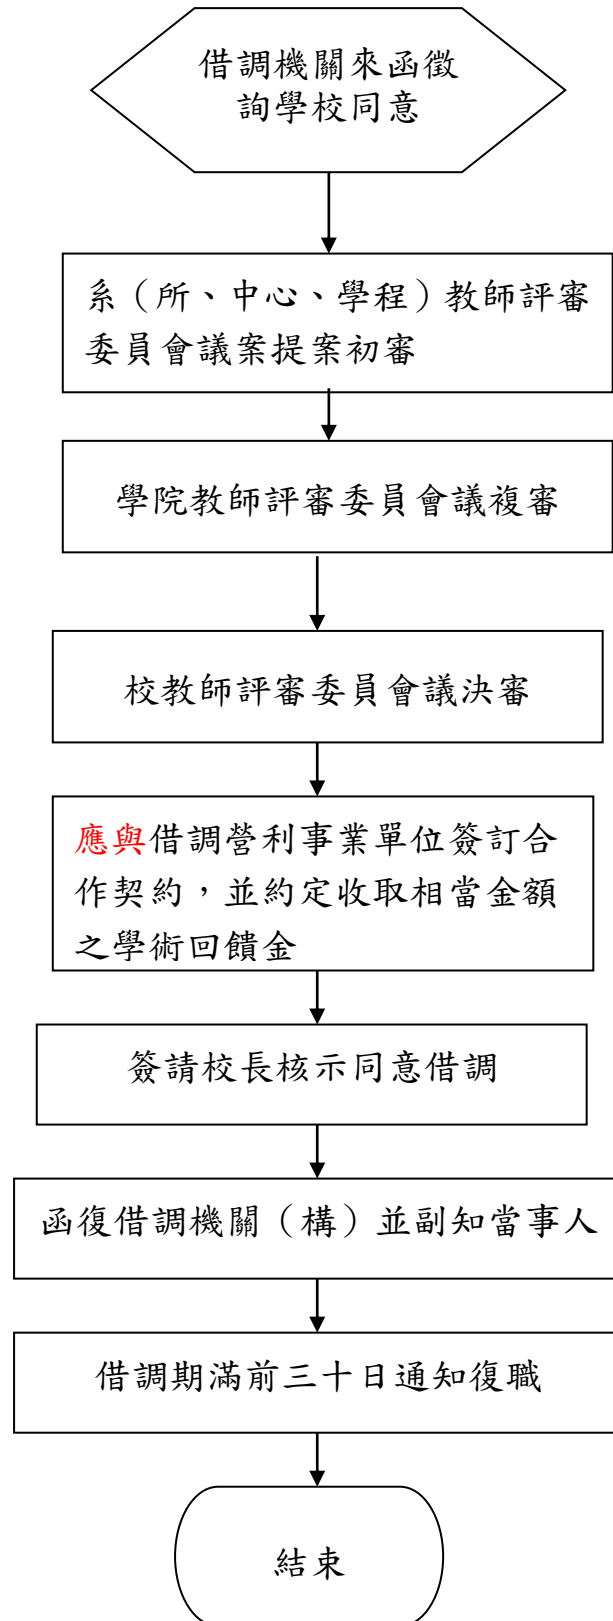 借調機關來函徵
詢學校同意
系（所、中心、學程）教師評審
委員會議案提案初審
學院教師評審委員會議複審
校教師評審委員會議決審
應與借調營利事業單位簽訂合
作契約，並約定收取相當金額
之學術回饋金
簽請校長核示同意借調
函復借調機關（構）並副知當事人
借調期滿前三十日通知復職
結束